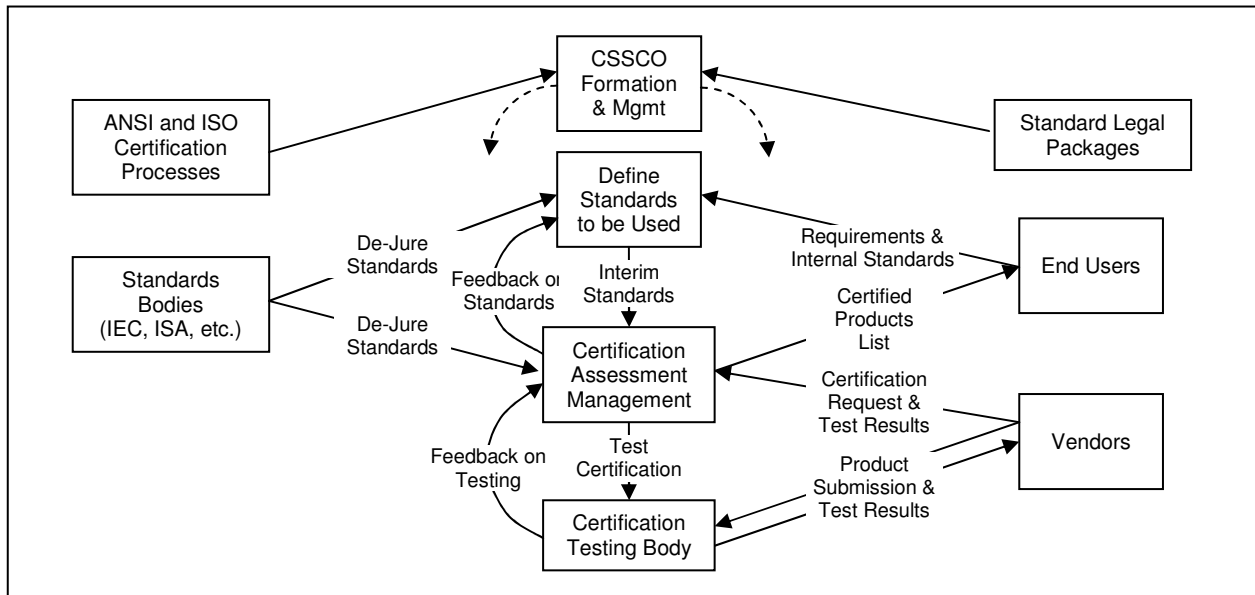 CSSCO
Formation
& Mgmt
ANSI and ISO
Certification
Processes
Standard Legal
Packages
Define
Standards
to be Used
De-Jure
Standards
Requirements &
Internal Standards
Standards
Bodies
(IEC, ISA, etc.)
Feedback on
Standards
Interim
Standards
End Users
Certified
Products
List
De-Jure
Standards
Certification
Assessment
Management
Certification
Request &
Test Results
Vendors
Feedback on
Testing
Test
Certification
Product
Submission &
Test Results
Certification
Testing Body